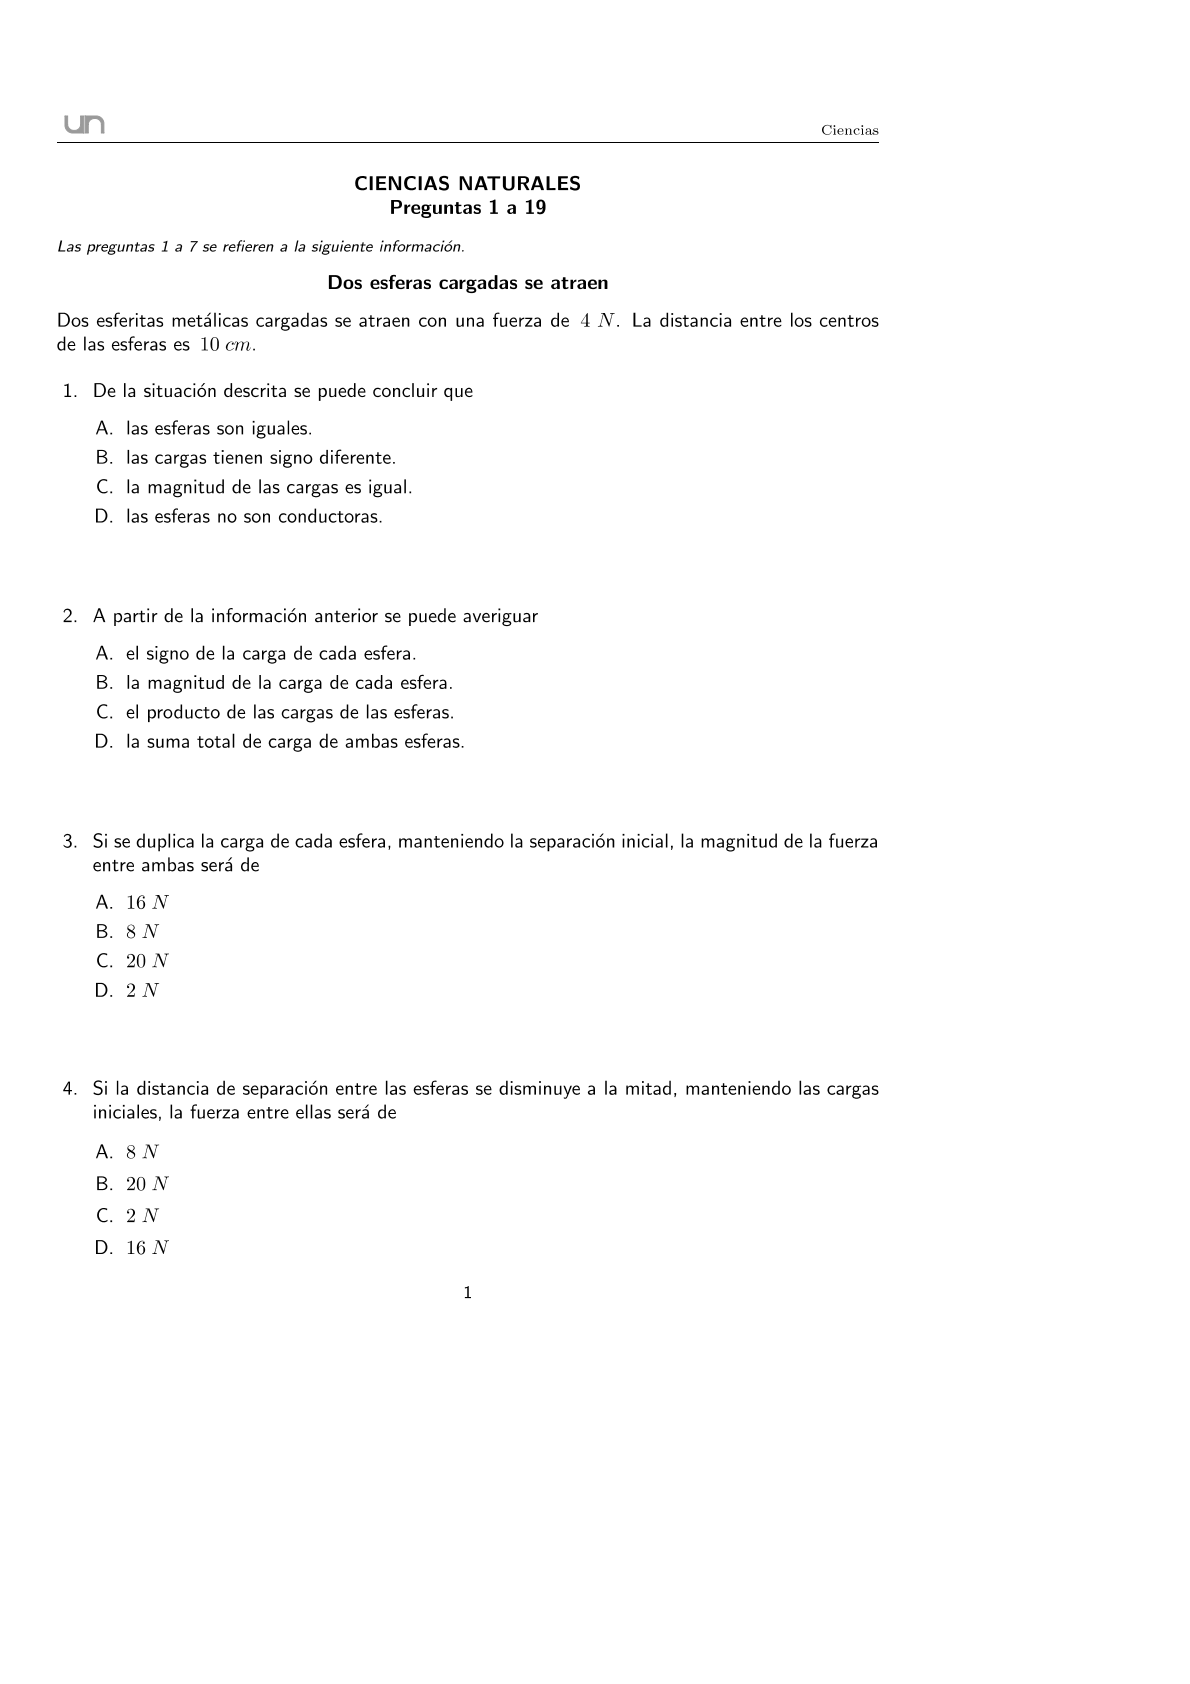 un
Ciencias
CIENCIAS NATURALES
Preguntas 1 a 19
Las preguntas 1 a 7 se refieren a la siguiente información.
Dos esferas cargadas se atraen
Dos esferitas metálicas cargadas se atraen con una fuerza de 4 N. La distancia entre los centros
de las esferas es 10 cm.
1. De la situación descrita se puede concluir que
A. las esferas son iguales.
B. las cargas tienen signo diferente.
C. la magnitud de las cargas es igual.
D. las esferas no son conductoras.
2. A partir de la información anterior se puede averiguar
A. el signo de la carga de cada esfera.
B. la magnitud de la carga de cada esfera.
C. el producto de las cargas de las esferas.
D. la suma total de carga de ambas esferas.
3. Si se duplica la carga de cada esfera, manteniendo la separación inicial, la magnitud de la fuerza
entre ambas será de
A. 16 N
B. 8 N
C. 20 N
D. 2 N
4. Si la distancia de separación entre las esferas se disminuye a la mitad, manteniendo las cargas
iniciales, la fuerza entre ellas será de
A. 8 N
B. 20 N
C. 2 N
D. 16 N
1